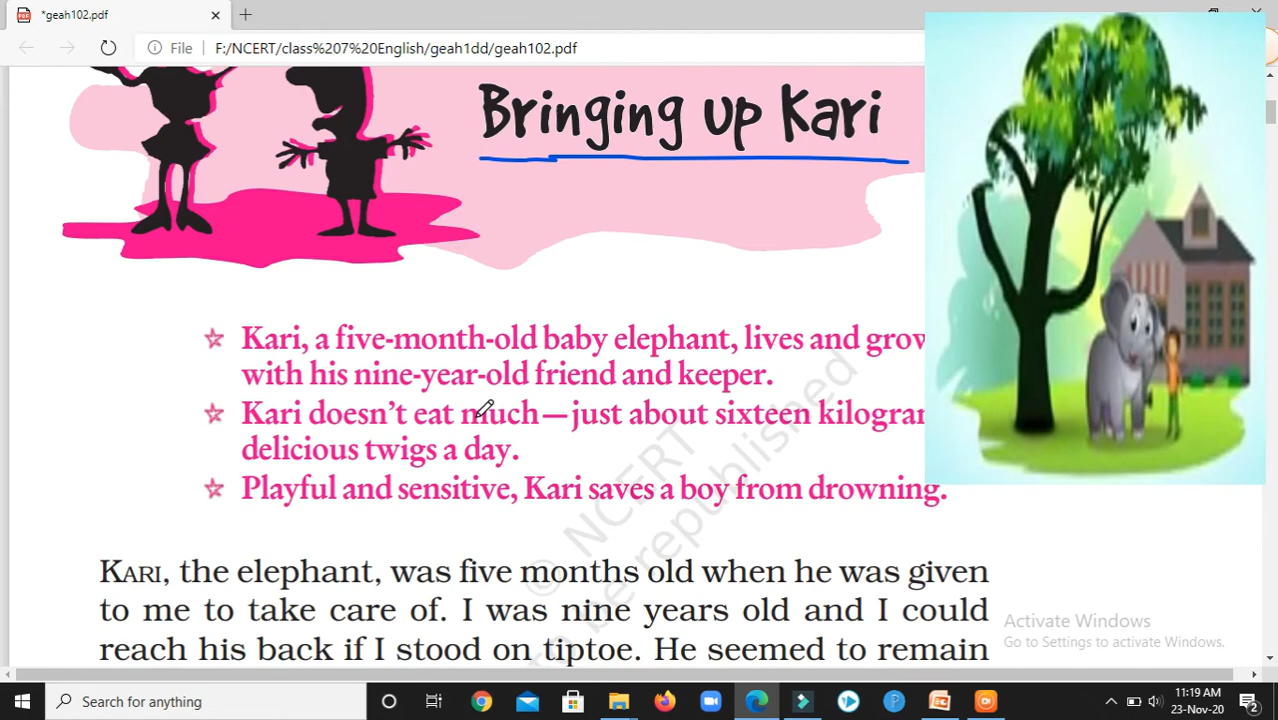 *geah102.pdf
File F:/NCERT/class%207%20English/geah1dd/geah102.pdf
Bringing up Kari
Kari, a five-month-old baby elephant, lives and
with his nine-year-old friend and keeper.
Kari doesn't eat much—just about sixteen
delicious twigs a day.
Playful and sensitive, Kari saves a boy from drowning.
© NCERT
to be republished
KARI, the elephant, was five months old when he was given
to me to take care of. I was nine years old and I could
reach his back if I stood on tiptoe. He seemed to remain
Activate Windows
Go to Settings to activate Windows.
Search for anything
11:19 AM
23-Nov-20
2